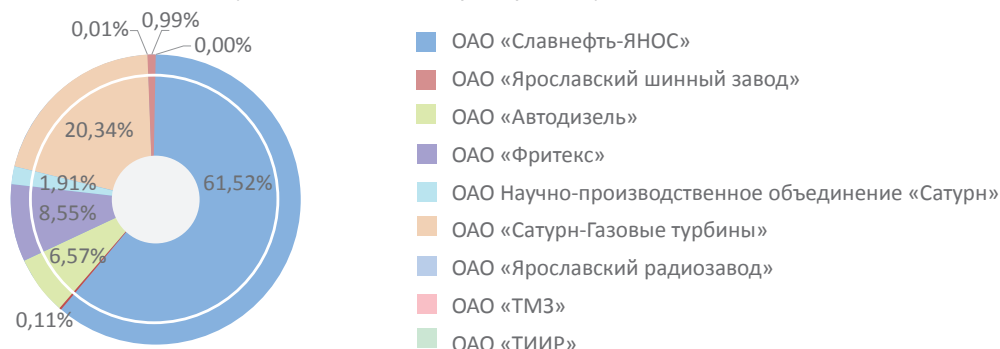 0,01%
0,99%
0,00%
20,34%
1,91%
8,55%
6,57%
0,11%
61,52%
ОАО «Славнефть-ЯНОС»
ОАО «Ярославский шинный завод»
ОАО «Автодизель»
ОАО «Фритекс»
ОАО Научно-производственное объединение «Сатурн»
ОАО «Сатурн-Газовые турбины»
ОАО «Ярославский радиозавод»
ОАО «ТМЗ»
ОАО «ТИИР»